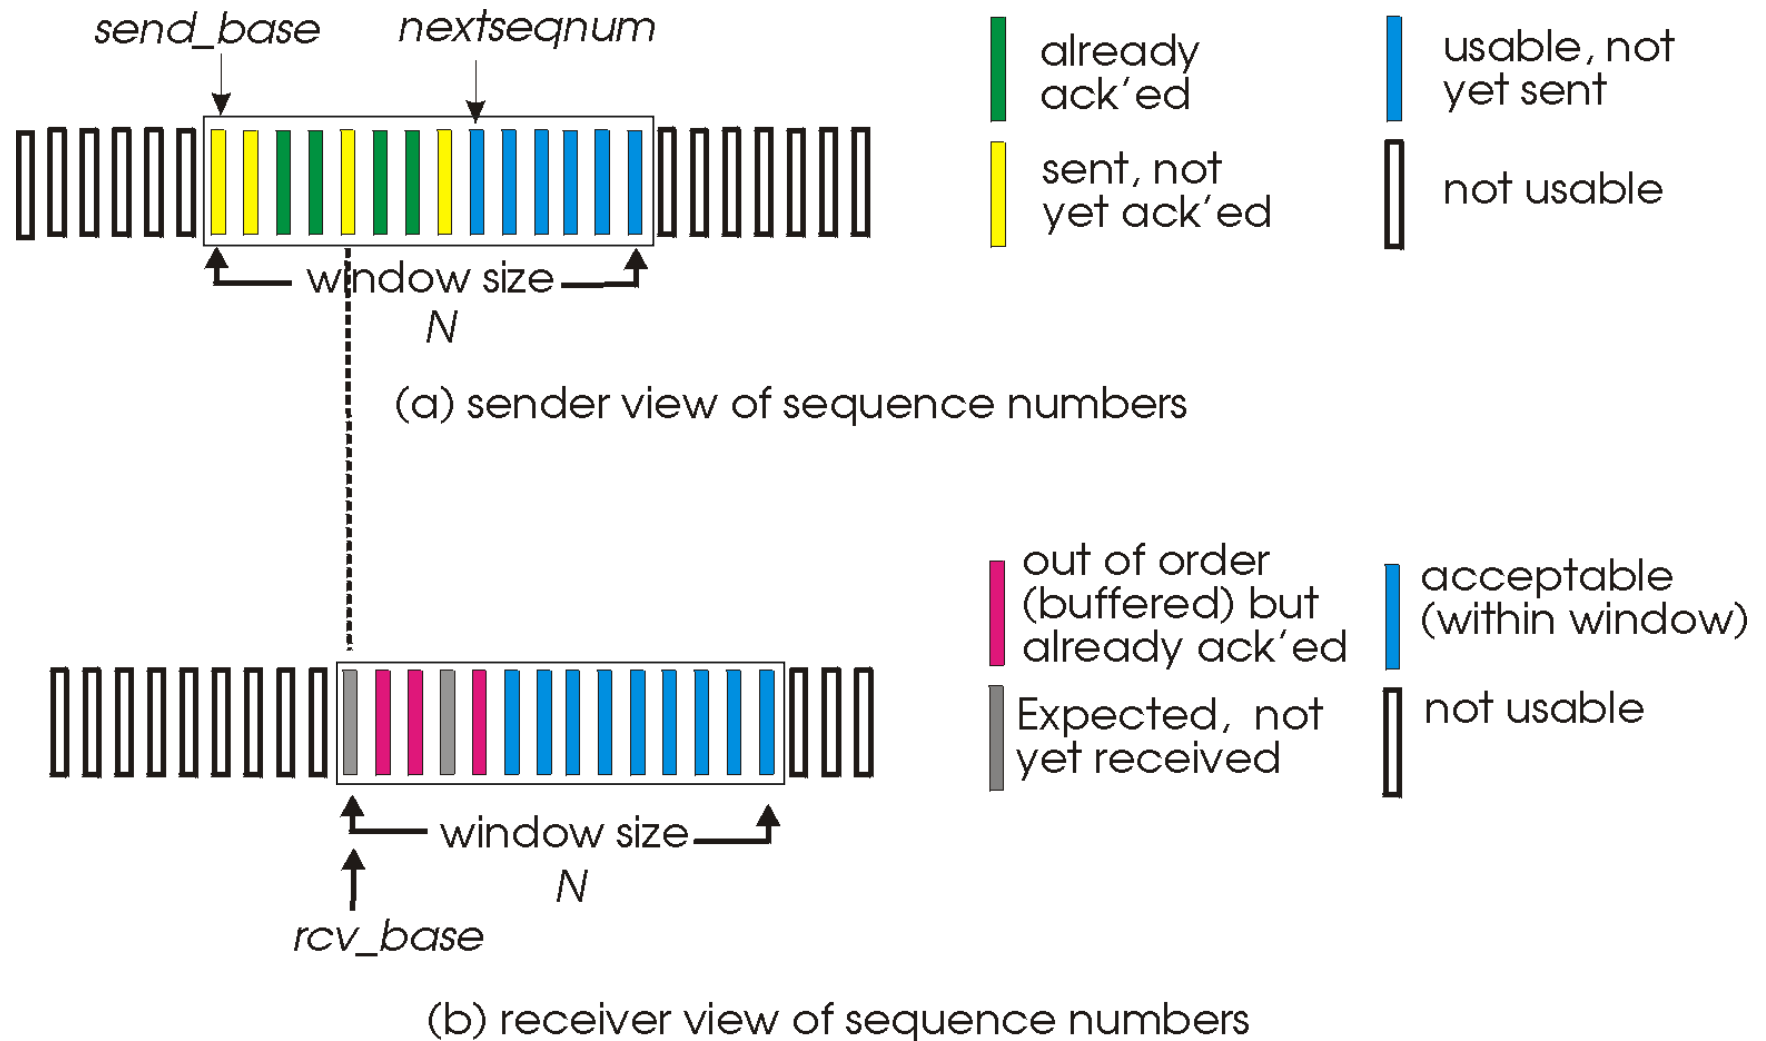 send_base
nextseqnum
already
ack'ed
usable, not
yet sent
sent, not
yet ack'ed
not usable
window size
N
(a) sender view of sequence numbers
out of order
(buffered) but
already ack'ed
acceptable
(within window)
Expected, not
yet received
not usable
window size
N
rcv_base
(b) receiver view of sequence numbers